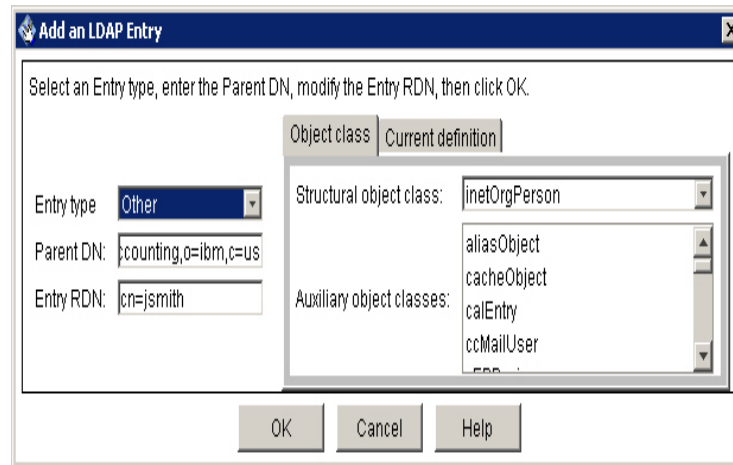 Add an LDAP Entry
Select an Entry type, enter the Parent DN, modify the Entry RDN, then click OK.
Object class
Current definition
Entry type
Other
Parent DN:
ccounting,o=ibm,c=us
Entry RDN:
cn=jsmith
Structural object class:
inetOrgPerson
Auxiliary object classes:
aliasObject
cacheObject
calEntry
ccMailUser
OK
Cancel
Help